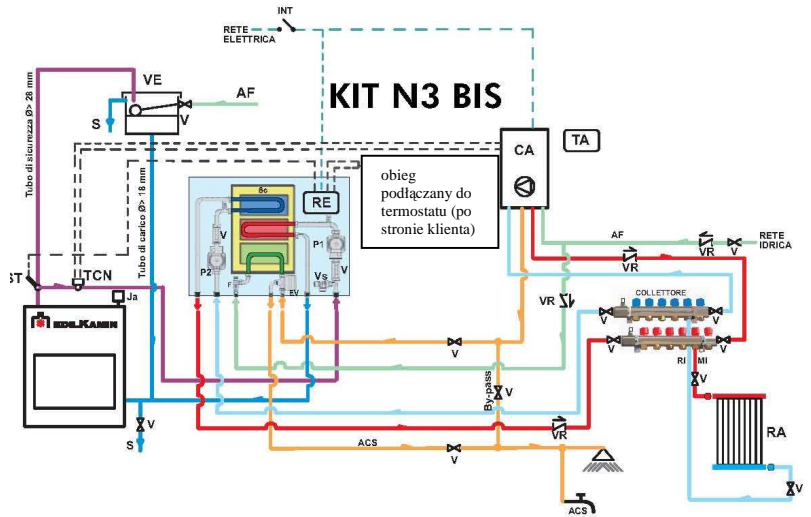 INT
RETE
ELETTRICA
VE
AF
V
S
KIT N3 BIS
CA
TA
Tubo di sicurezza Ø> 28 mm
Tubo di carico Ø> 18 mm
Sc
RE
obieg
podłączany do
termostatu (po
stronie klienta)
V
P2
P1
V
F
EV
VS
AF
RETE
IDRICA
VR
V
VR
VR
ST
TCN
Ja
EDILKAMIN
COLLETTORE
V
V
V
V
RI
MI
V
V
By-pass
V
RA
V
S
ACS
V
VR
V
ACS